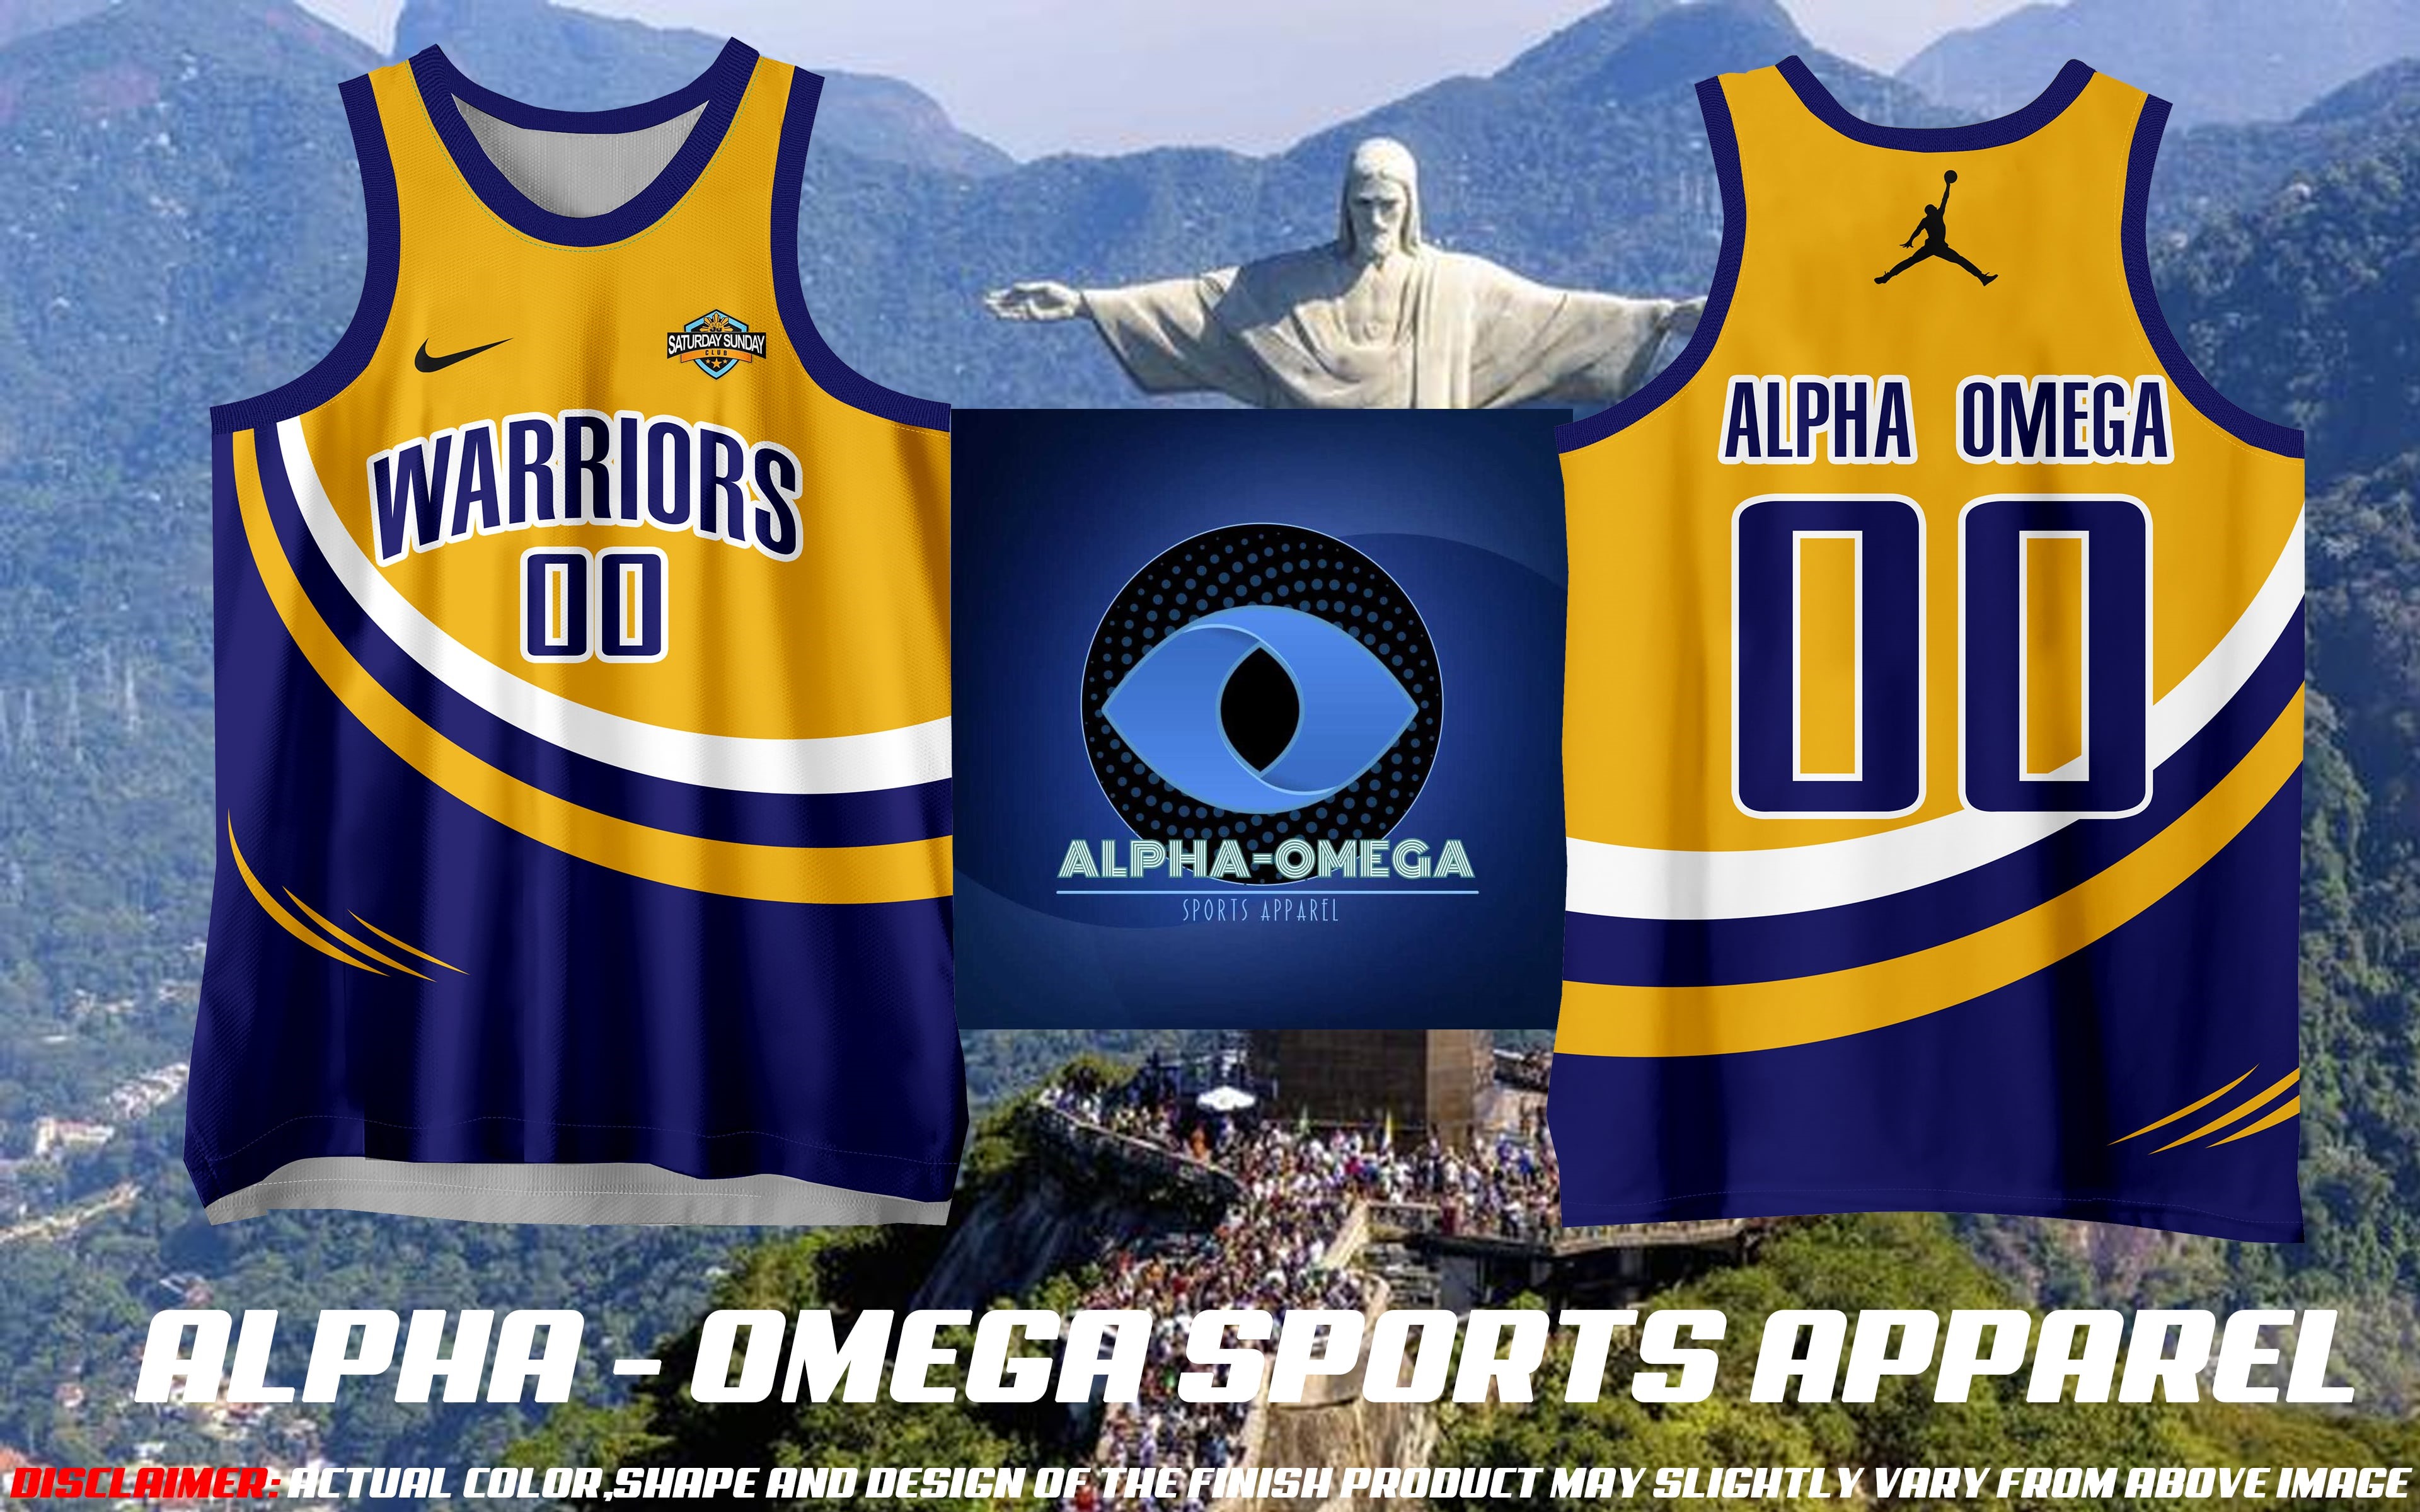 SATURDAY SUNDAY
CLUB
WARRIORS
00
ALPHA OMEGA
00
ALPHA-OMEGA
SPORTS APPAREL
ALPHA - OMEGA SPORTS APPAREL
DISCLAIMER: ACTUAL COLOR,SHAPE AND DESIGN OF THE FINISH PRODUCT MAY SLIGHTLY VARY FROM ABOVE IMAGE